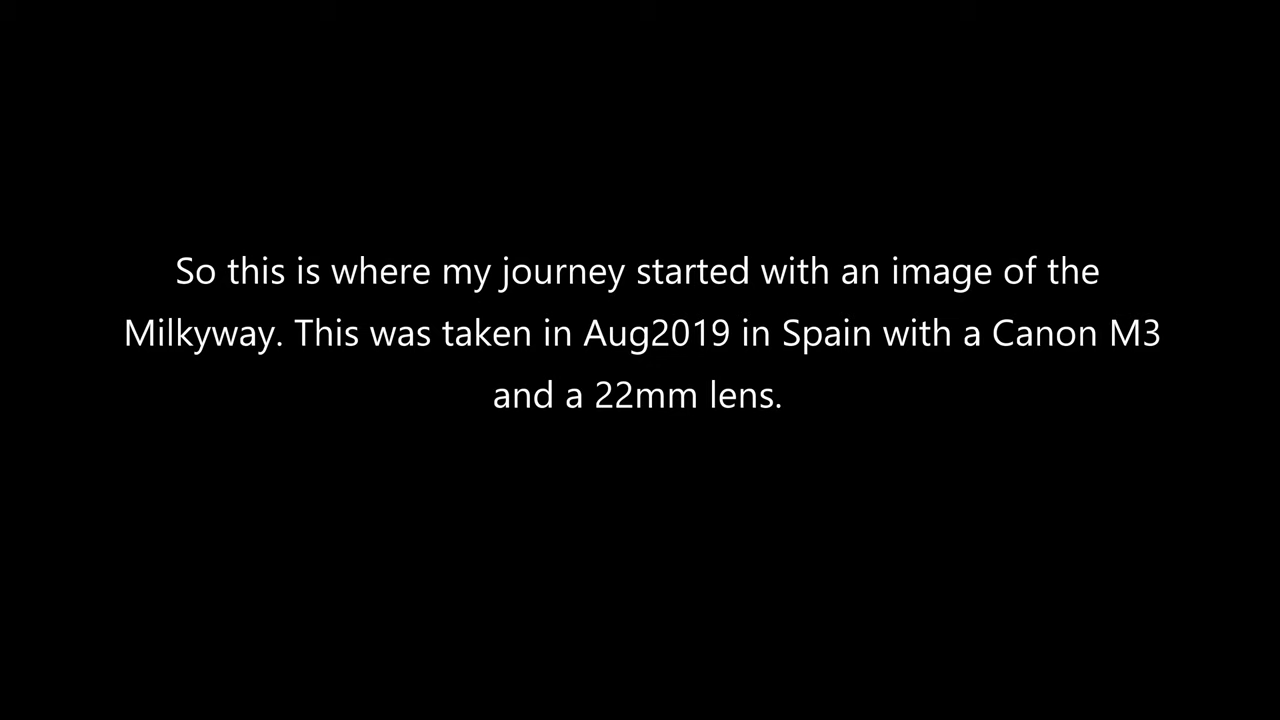 So this is where my journey started with an image of the
Milkyway. This was taken in Aug2019 in Spain with a Canon M3
and a 22mm lens.